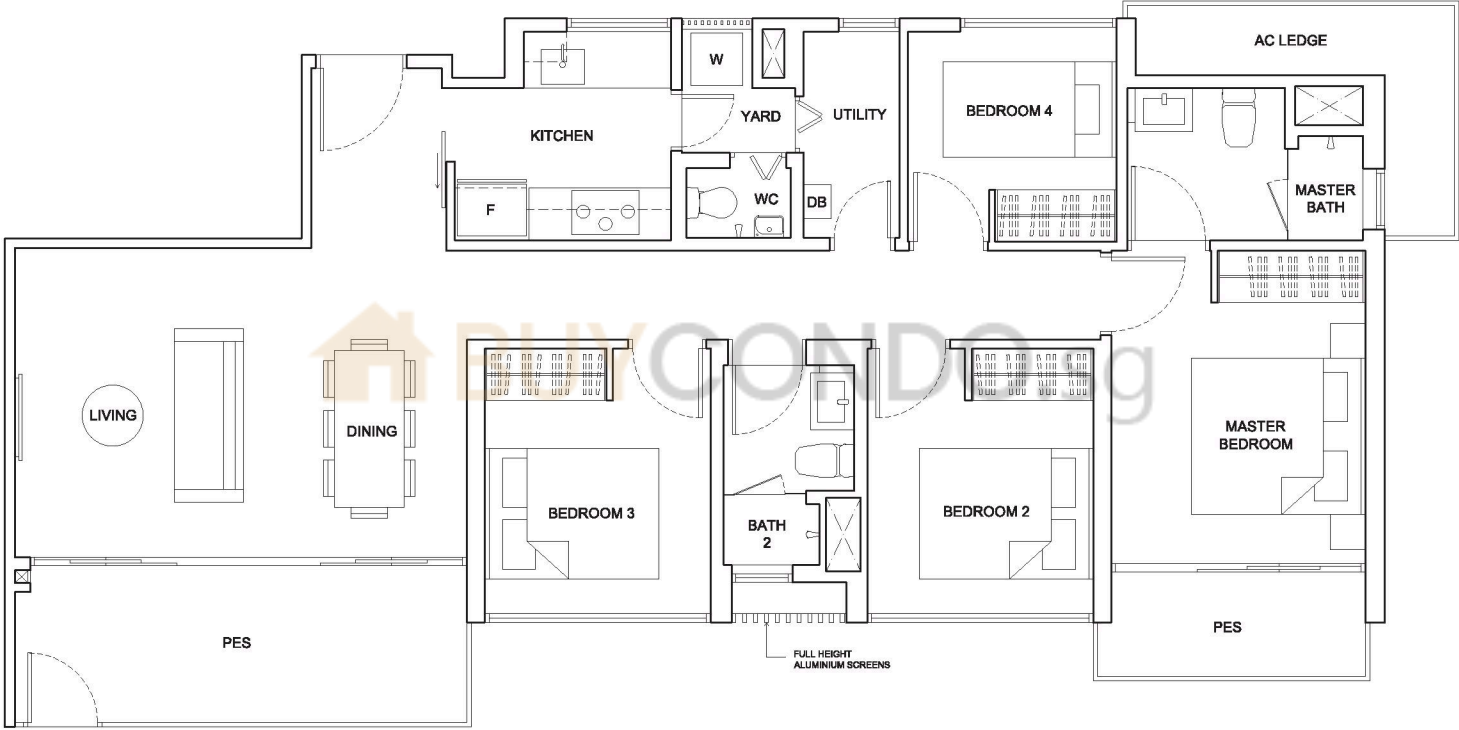 AC LEDGE
W
YARD
UTILITY
BEDROOM 4
KITCHEN
F
WC
DB
MASTER
BATH
BUYCONDO.sg
LIVING
DINING
MASTER
BEDROOM
BEDROOM 3
BATH
2
BEDROOM 2
PES
PES
FULL HEIGHT
ALUMINIUM SCREENS